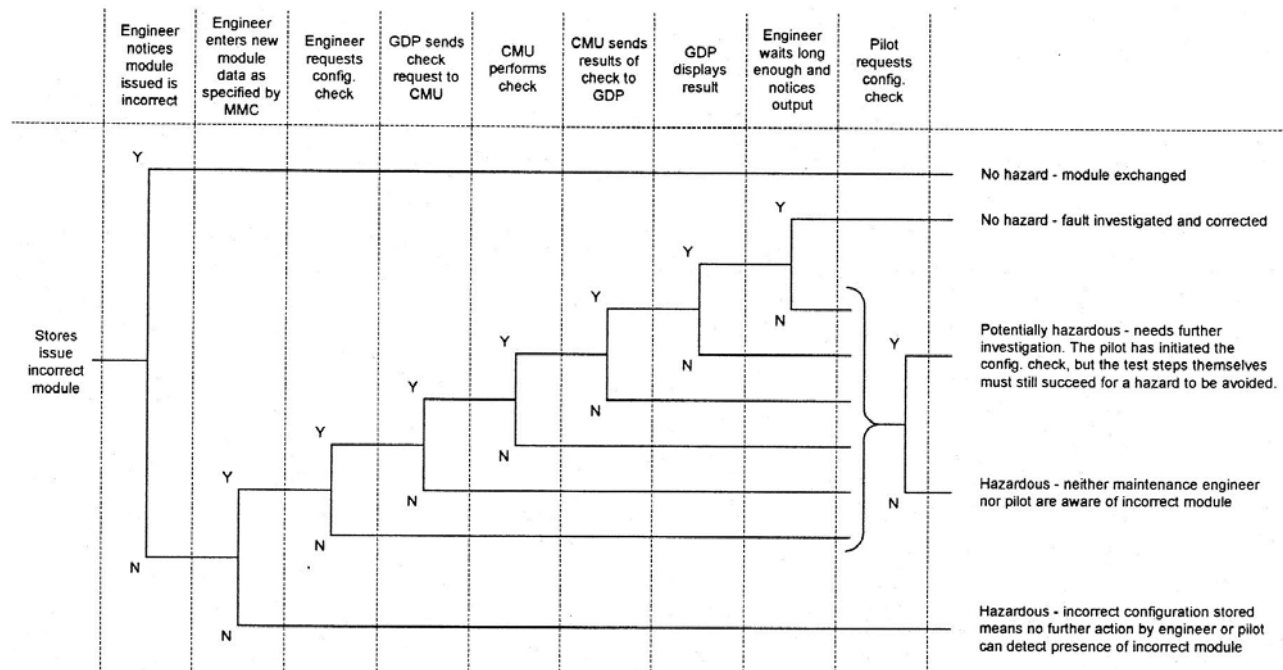 Engineer
notices
module
issued is
incorrect
Engineer
enters new
module
data as
specified by
MMC
Engineer
requests
config.
check
GDP sends
check
request to
CMU
CMU
performs
check
CMU sends
results of
check to
GDP
GDP
displays
result
Engineer
waits long
enough and
notices
output
Pilot
requests
config.
check
Y
No hazard - module exchanged
Y
No hazard - fault investigated and corrected
Y
Y
N
Stores
issue
incorrect
module
Y
N
Y
Potentially hazardous - needs further
investigation. The pilot has initiated the
config. check, but the test steps themselves
must still succeed for a hazard to be avoided.
Y
N
Y
N
Y
N
N
Hazardous - neither maintenance engineer
nor pilot are aware of incorrect module
N
N
N
Hazardous - incorrect configuration stored
means no further action by engineer or pilot
can detect presence of incorrect module